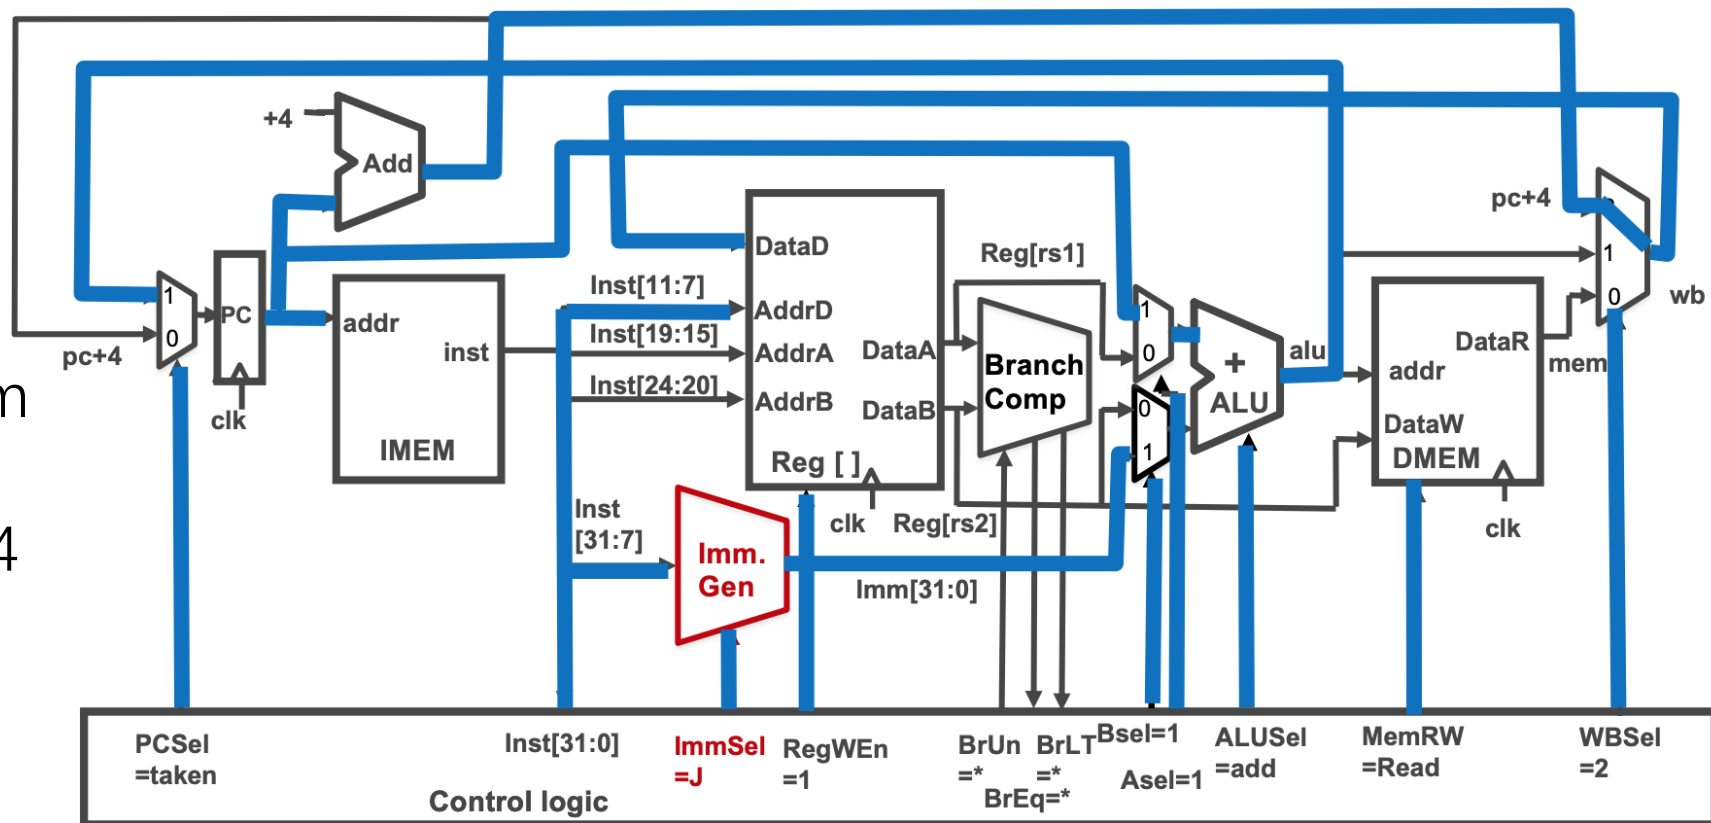 +4
Add
pc+4
1
0
PC
clk
pc+4
m
4
addr
inst
IMEM
Inst[11:7]
Inst[19:15]
Inst[24:20]
Inst
[31:7]
DataD
AddrD
AddrA
AddrB
DataA
DataB
Reg [ ]
clk
Reg[rs1]
Reg[rs2]
Branch
Comp
Imm.
Gen
Imm[31:0]
1
0
0
1
+
ALU
alu
addr
DataW
DataR
DMEM
clk
mem
1
0
wb
PCSel
=taken
Inst[31:0]
ImmSel
=J
RegWEn
=1
BrUn
=*
BrLT
=*
BrEq=*
Bsel=1
Asel=1
ALUSel
=add
MemRW
=Read
WBSel
=2
Control logic